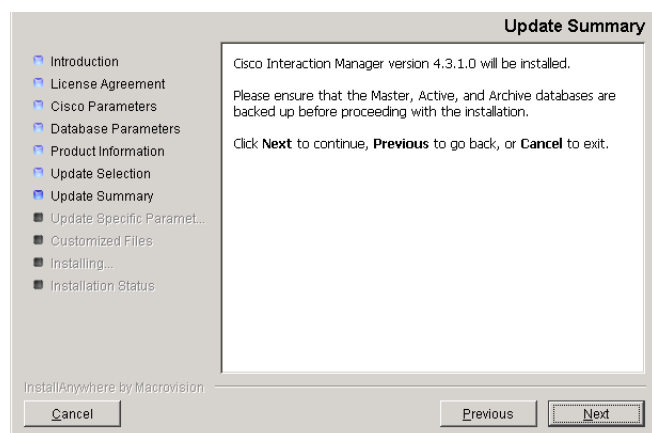 Update Summary
Introduction
License Agreement
Cisco Parameters
Database Parameters
Product Information
Update Selection
Update Summary
Update Specific Paramet...
Customized Files
Installing...
Installation Status
Cisco Interaction Manager version 4.3.1.0 will be installed.
Please ensure that the Master, Active, and Archive databases are
backed up before proceeding with the installation.
Click Next to continue, Previous to go back, or Cancel to exit.
InstallAnywhere by Macrovision
Cancel
Previous
Next